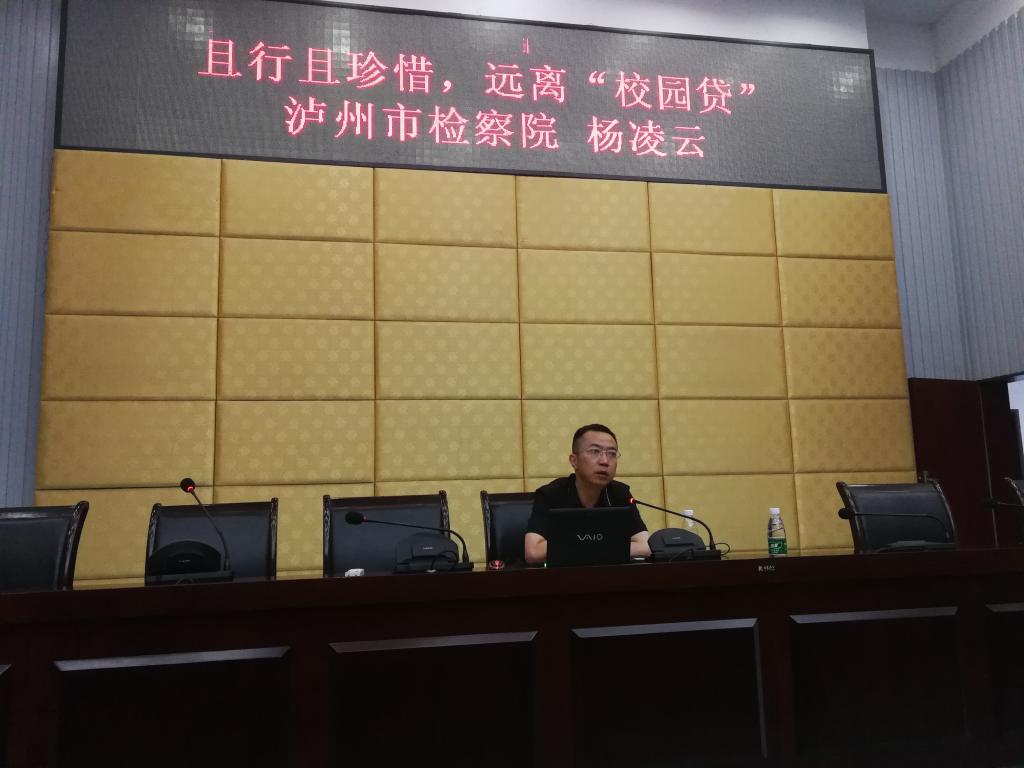 且行且珍惜，远离“校园贷”
泸州市检察院 杨凌云
VAIO